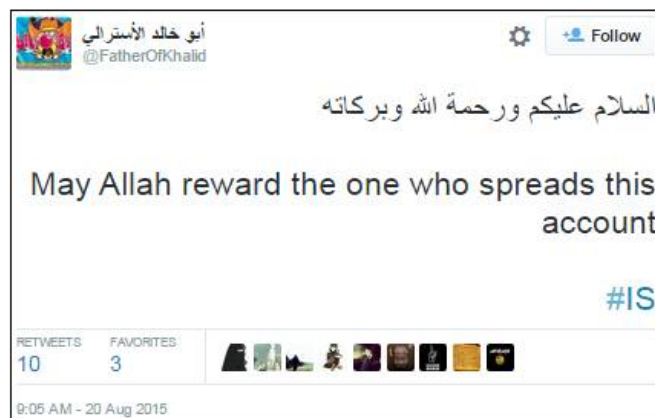 أبو خالد الأسترالي
@FatherOfKhalid
Follow
السلام عليكم ورحمة الله وبركاته
May Allah reward the one who spreads this
account
#IS
RETWEETS FAVORITES
10 3
9:05 AM - 20 Aug 2015